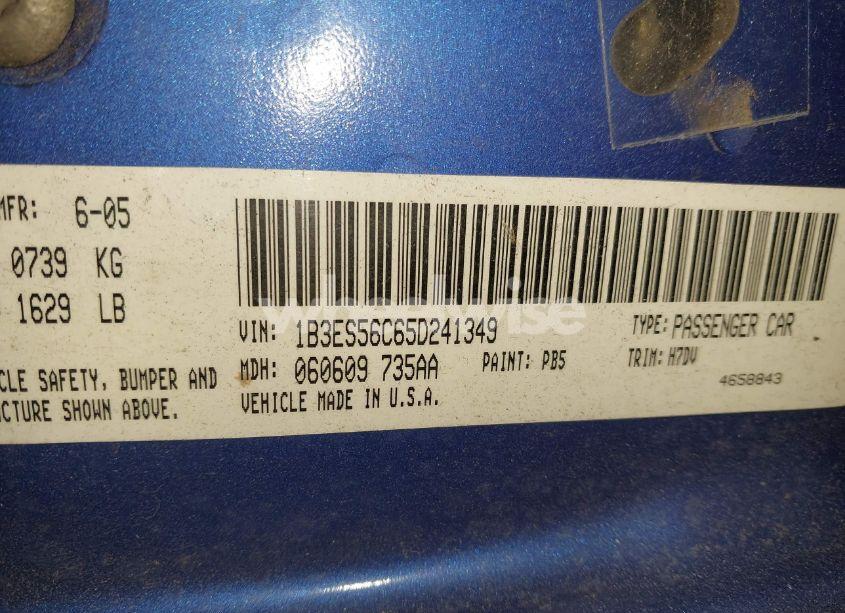 MFR: 6-05
0739 KG
1629 LB
CLE SAFETY, BUMPER AND
CTURE SHOWN ABOVE.
wheelwise
VIN: 1B3ES56C65D241349
TYPE: PASSENGER CAR
MDH: 060609 735AA
PAINT: PB5
TRIM: H7DV
VEHICLE MADE IN U.S.A.
4658843